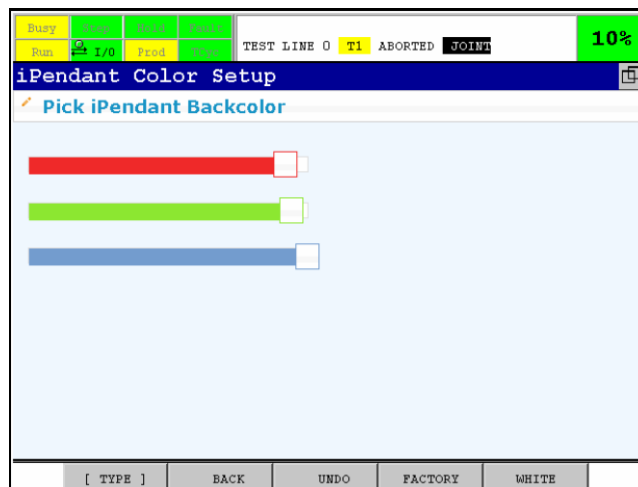 Busy Step Hold Fault
Run I/O Prod TCyc
TEST LINE 0 T1 ABORTED JOINT
10%
iPendant Color Setup
Pick iPendant Backcolor
[ TYPE ] BACK UNDO FACTORY WHITE